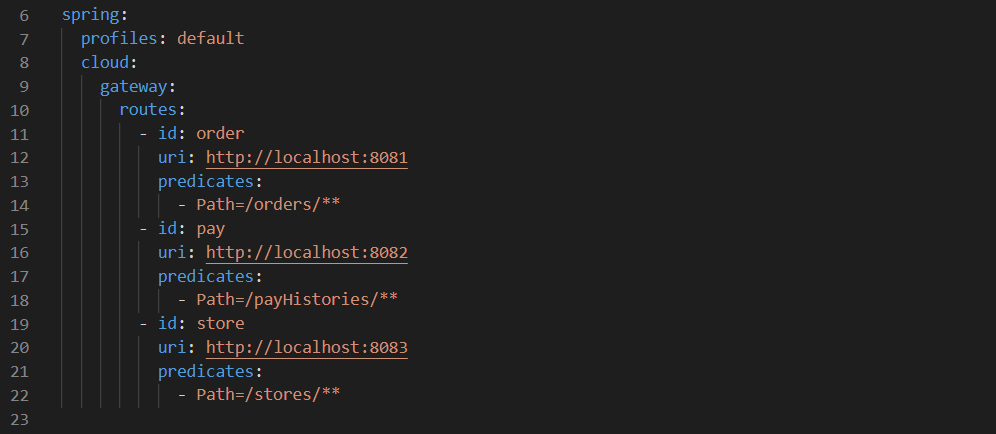 6 spring:
7   profiles: default
8   cloud:
9     gateway:
10       routes:
11         - id: order
12           uri: http://localhost:8081
13           predicates:
14             - Path=/orders/**
15         - id: pay
16           uri: http://localhost:8082
17           predicates:
18             - Path=/payHistories/**
19         - id: store
20           uri: http://localhost:8083
21           predicates:
22             - Path=/stores/**
23